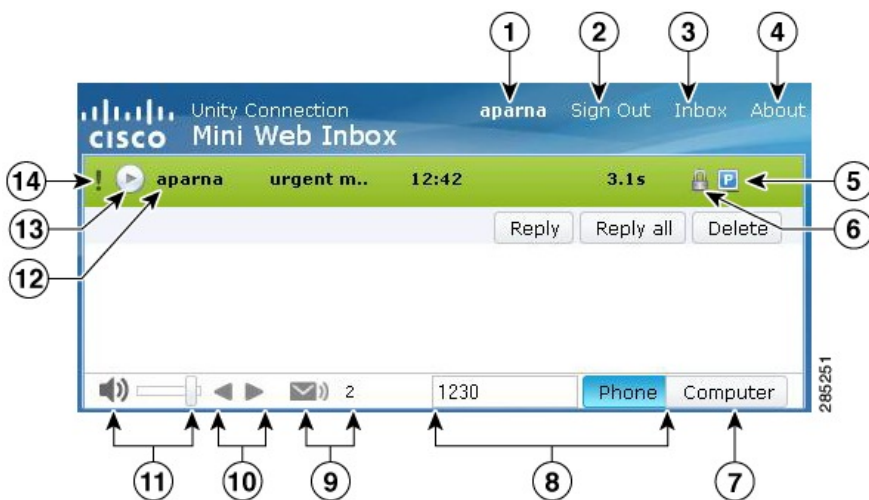 1 2 3 4
Unity Connection
aparna Sign Out Inbox About
CISCO Mini Web Inbox
14 ! aparna urgent m.. 12:42 3.1s P 5
13 Reply Reply all Delete 6
12
2 1230 Phone Computer
285251
11 10 9 8 7